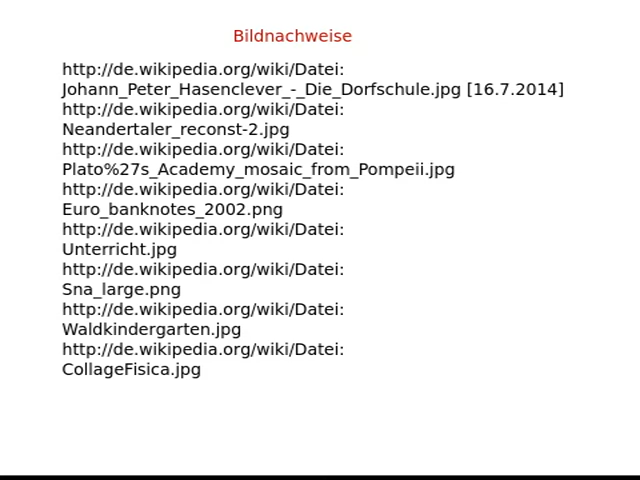 Bildnachweise
http://de.wikipedia.org/wiki/Datei:
Johann_Peter_Hasenclever_-_Die_Dorfschule.jpg [16.7.2014]
http://de.wikipedia.org/wiki/Datei:
Neandertaler_reconst-2.jpg
http://de.wikipedia.org/wiki/Datei:
Plato%27s_Academy_mosaic_from_Pompeii.jpg
http://de.wikipedia.org/wiki/Datei:
Euro_banknotes_2002.png
http://de.wikipedia.org/wiki/Datei:
Unterricht.jpg
http://de.wikipedia.org/wiki/Datei:
Sna_large.png
http://de.wikipedia.org/wiki/Datei:
Waldkindergarten.jpg
http://de.wikipedia.org/wiki/Datei:
CollageFisica.jpg